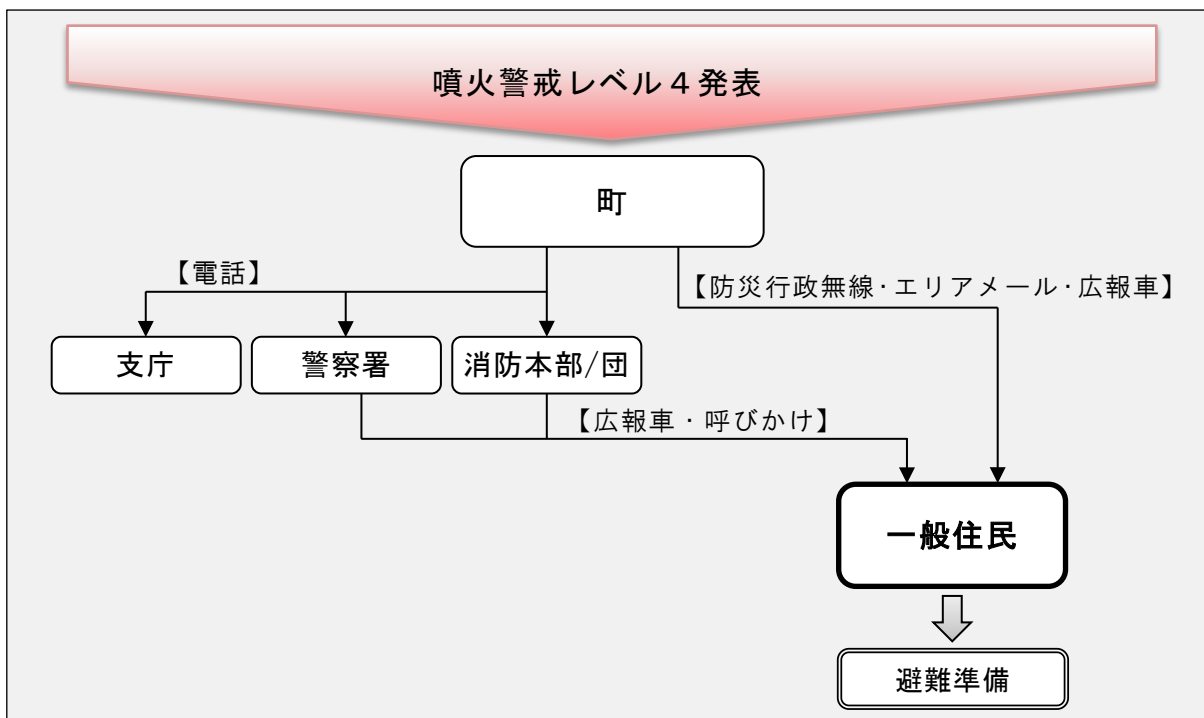 噴火警戒レベル４発表
町
【電話】
【防災行政無線・エリアメール・広報車】
支庁
警察署
消防本部/団
【広報車・呼びかけ】
一般住民
避難準備